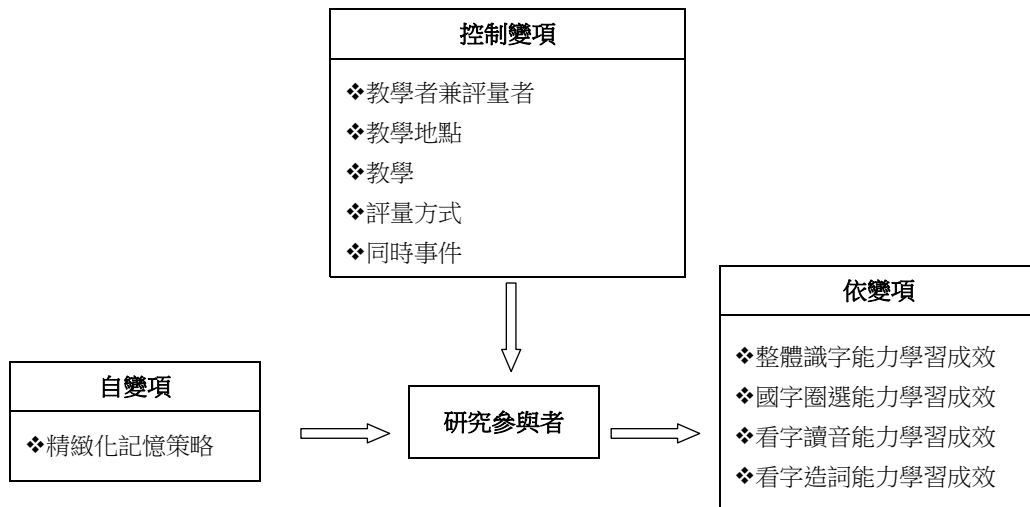 控制變項
❖教學者兼評量者
❖教學地點
❖教學
❖評量方式
❖同時事件
自變項
❖精緻化記憶策略
研究參與者
依變項
❖整體識字能力學習成效
❖國字圈選能力學習成效
❖看字讀音能力學習成效
❖看字造詞能力學習成效